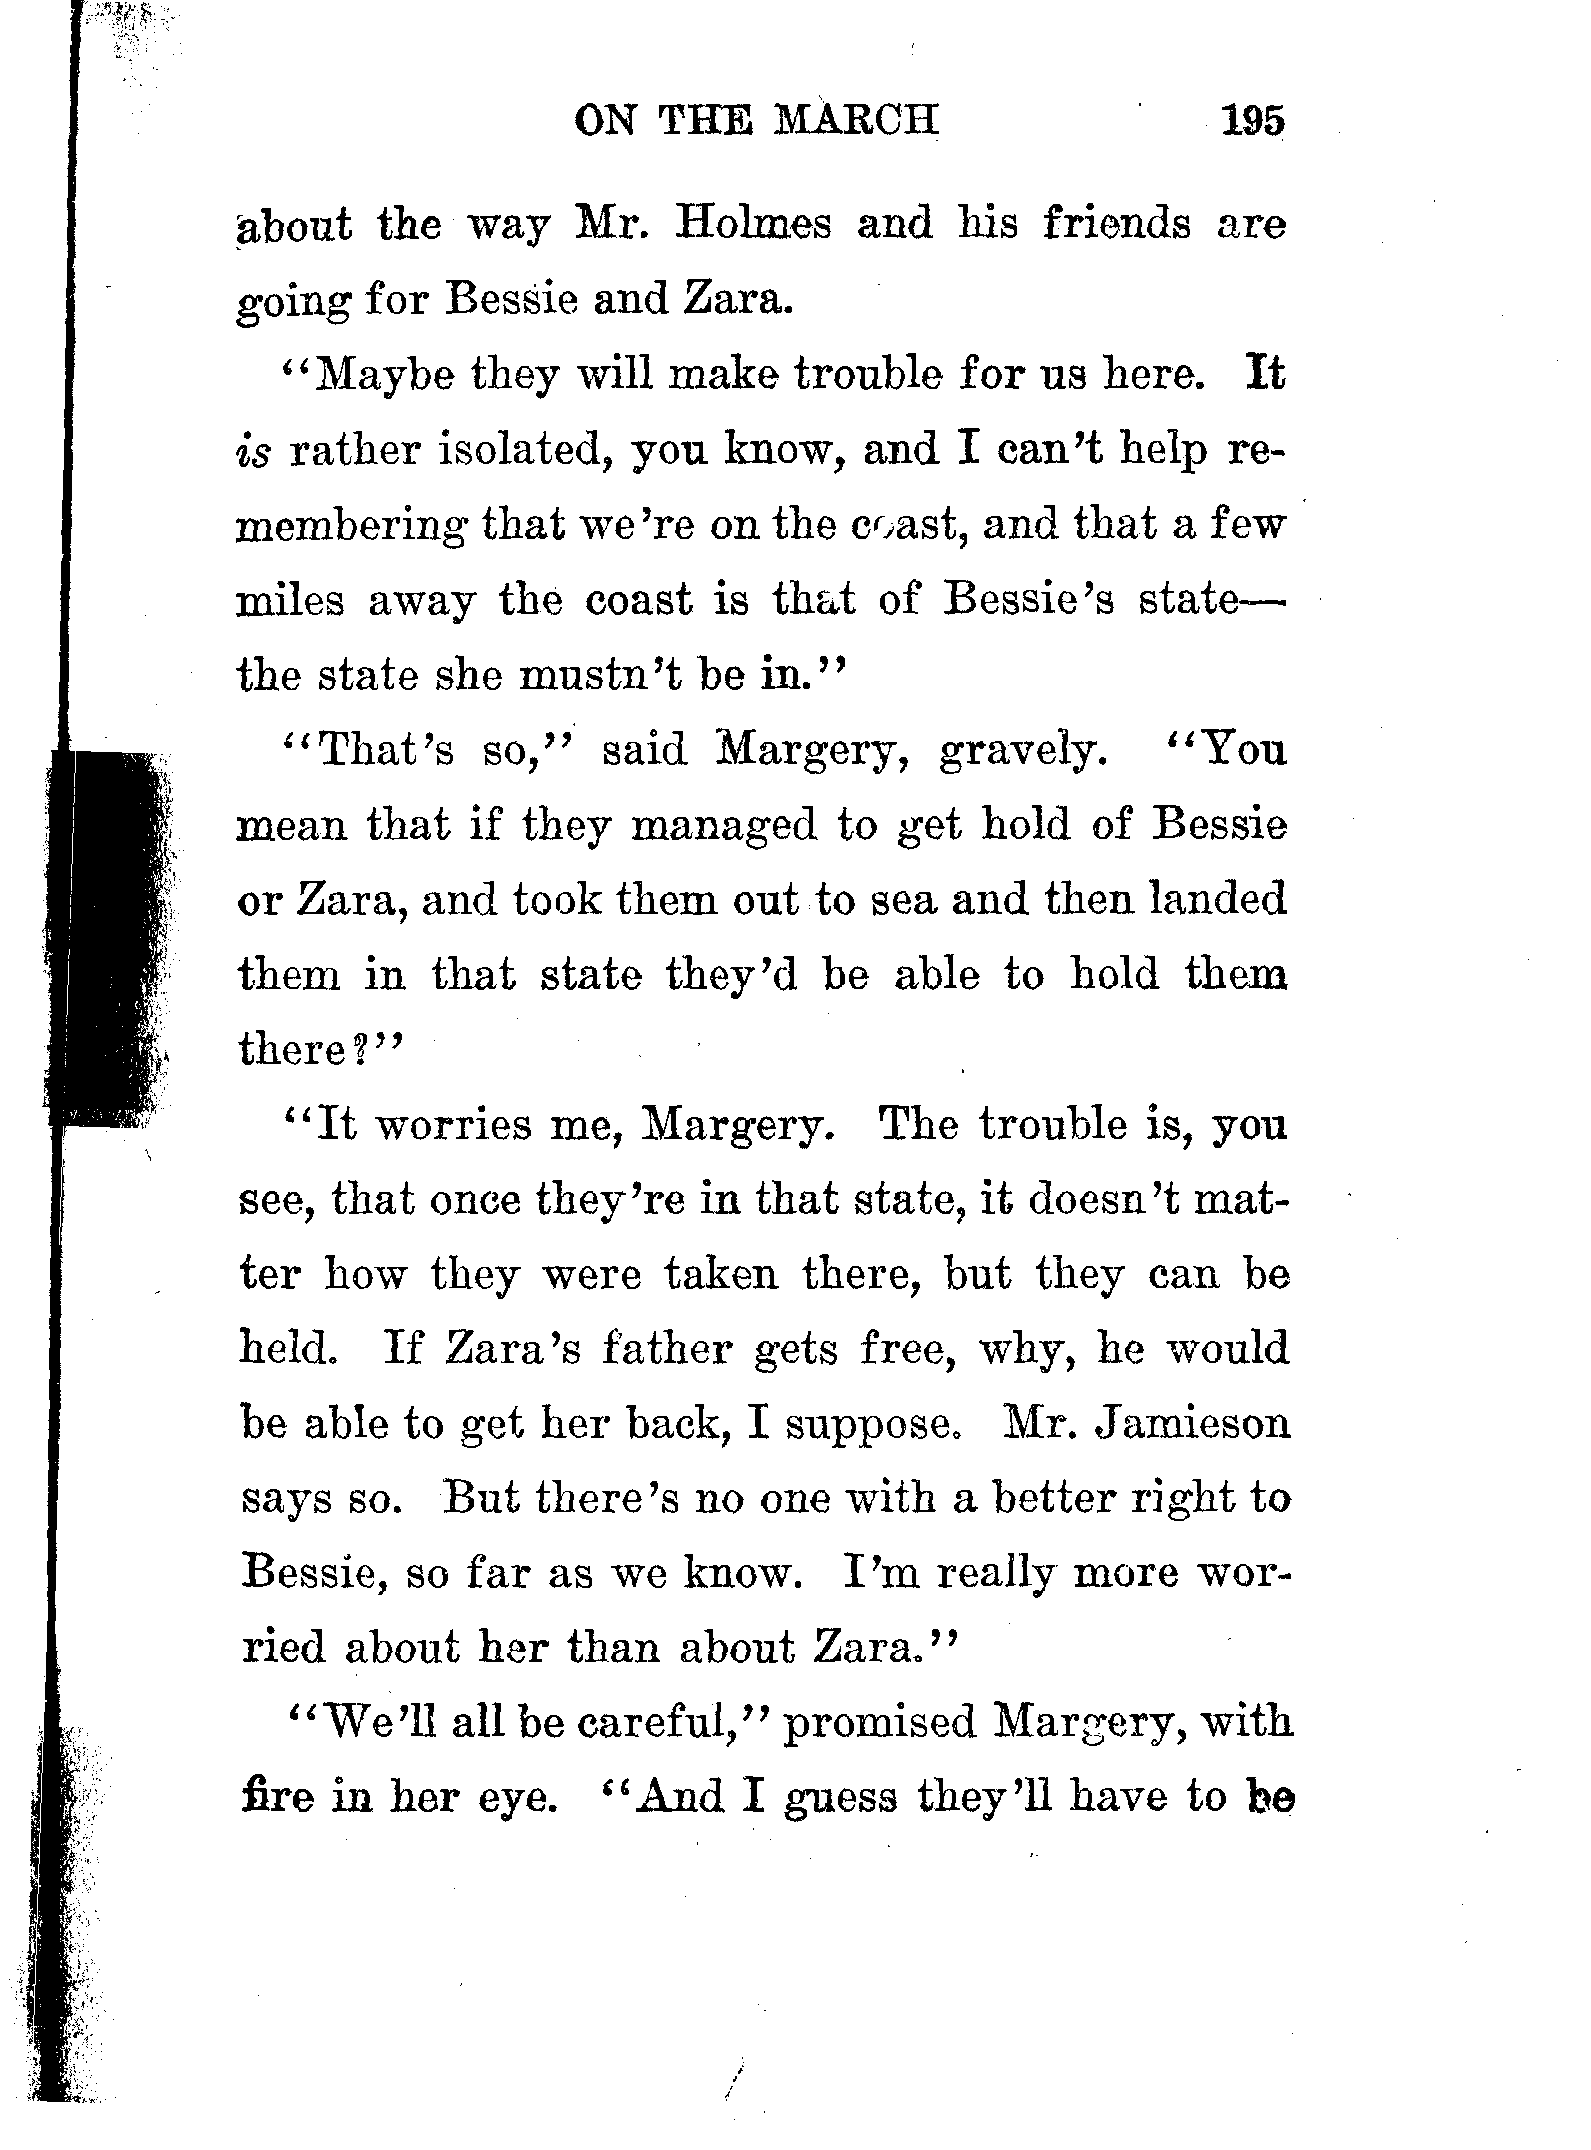 ON THE MARCH 195
about the way Mr. Holmes and his friends are
going for Bessie and Zara.
"Maybe they will make trouble for us here. It
is rather isolated, you know, and I can't help re-
membering that we're on the coast, and that a few
miles away the coast is that of Bessie's state—
the state she mustn't be in."
"That's so," said Margery, gravely. "You
mean that if they managed to get hold of Bessie
or Zara, and took them out to sea and then landed
them in that state they'd be able to hold them
there?"
"It worries me, Margery. The trouble is, you
see, that once they're in that state, it doesn't mat-
ter how they were taken there, but they can be
held. If Zara's father gets free, why, he would
be able to get her back, I suppose. Mr. Jamieson
says so. But there's no one with a better right to
Bessie, so far as we know. I'm really more wor-
ried about her than about Zara."
"We'll all be careful," promised Margery, with
fire in her eye. "And I guess they'll have to be